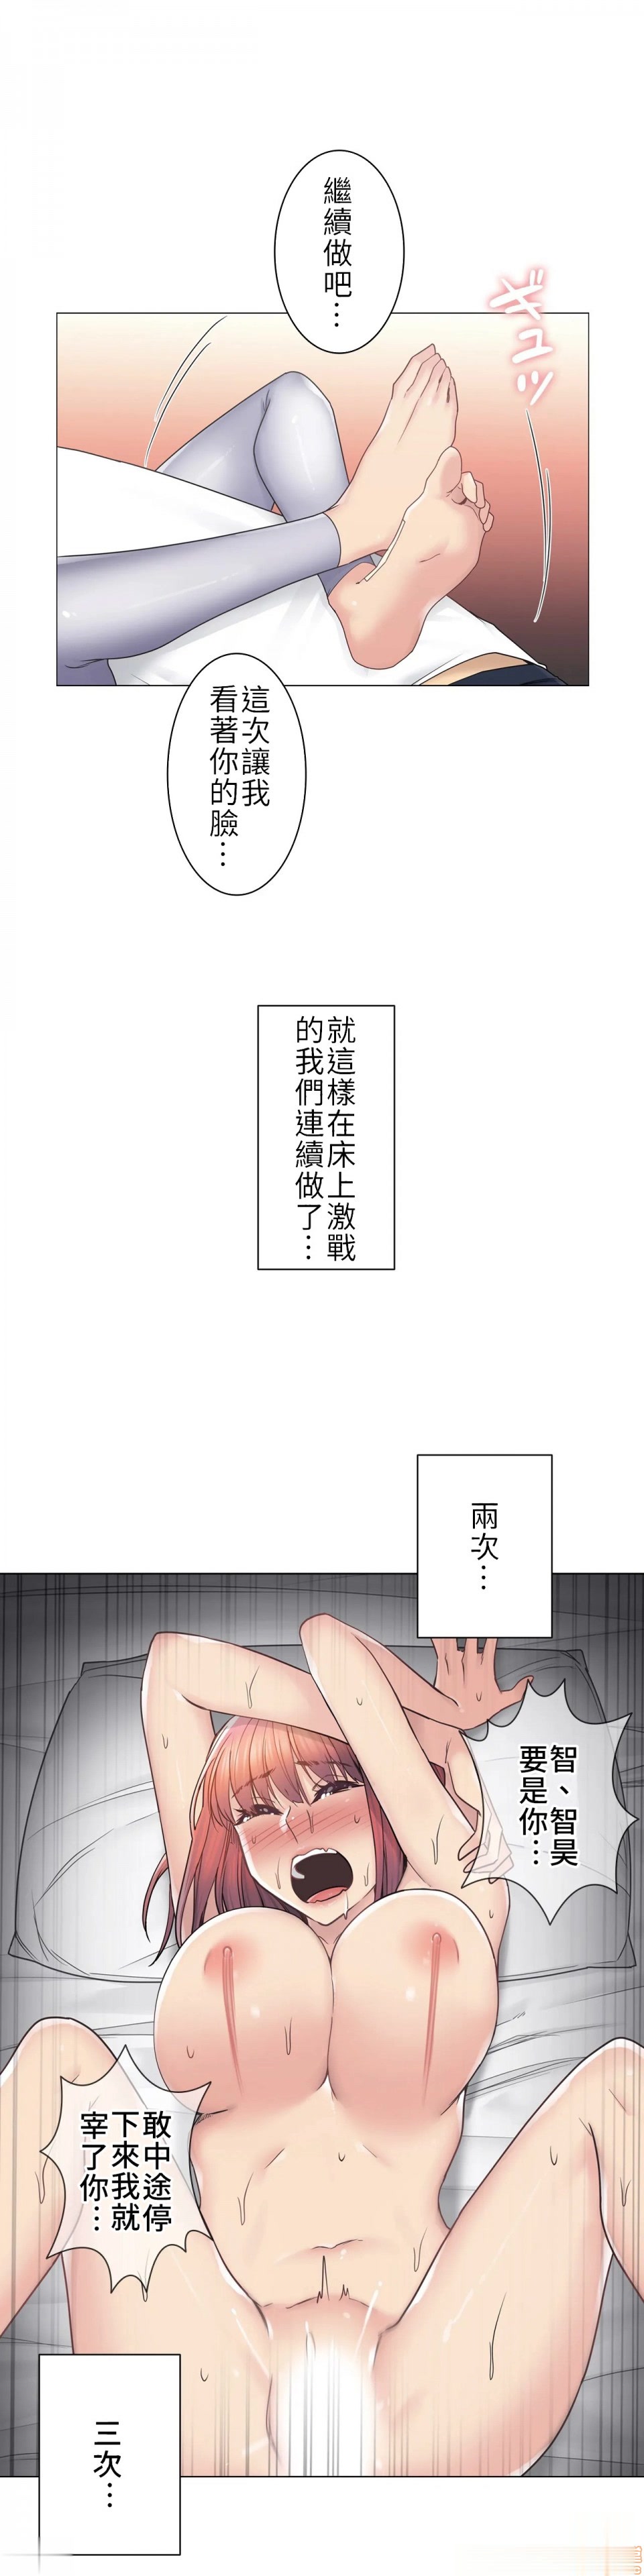 繼續做吧…
ギュッ
這次讓我
看著你的臉…
就這樣在床上激戰
的我們連續做了…
兩次…
智、智昊
要是你…
敢中途停
下來我就
宰了你…
三次…